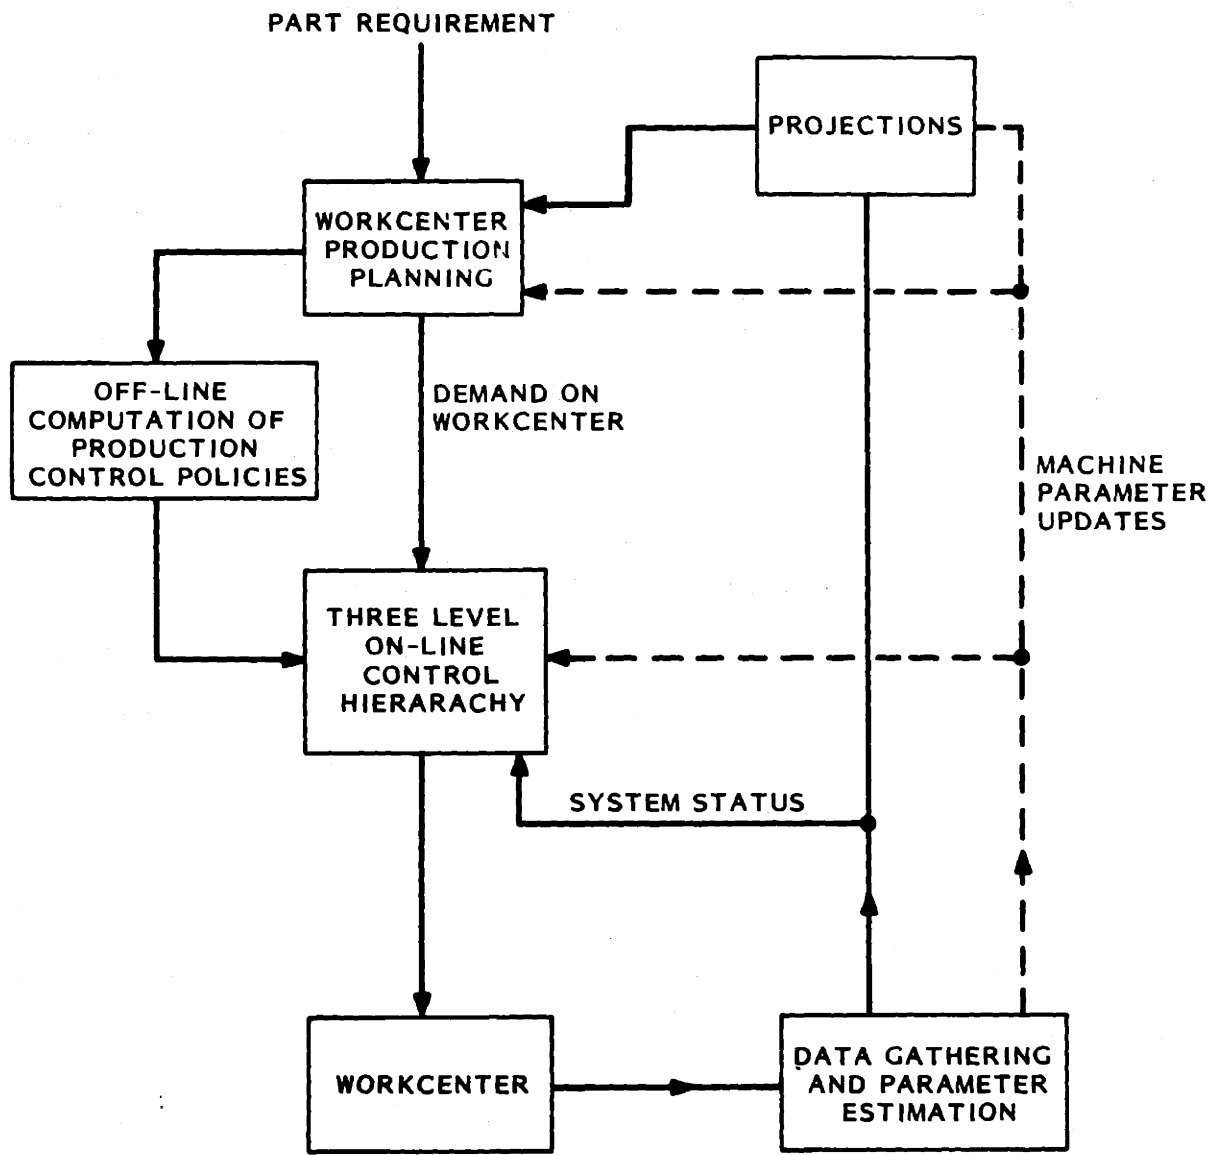 PART REQUIREMENT
PROJECTIONS
WORKCENTER
PRODUCTION
PLANNING
OFF-LINE
COMPUTATION OF
PRODUCTION
CONTROL POLICIES
DEMAND ON
WORKCENTER
MACHINE
PARAMETER
UPDATES
THREE LEVEL
ON-LINE
CONTROL
HIERARACHY
SYSTEM STATUS
WORKCENTER
DATA GATHERING
AND PARAMETER
ESTIMATION